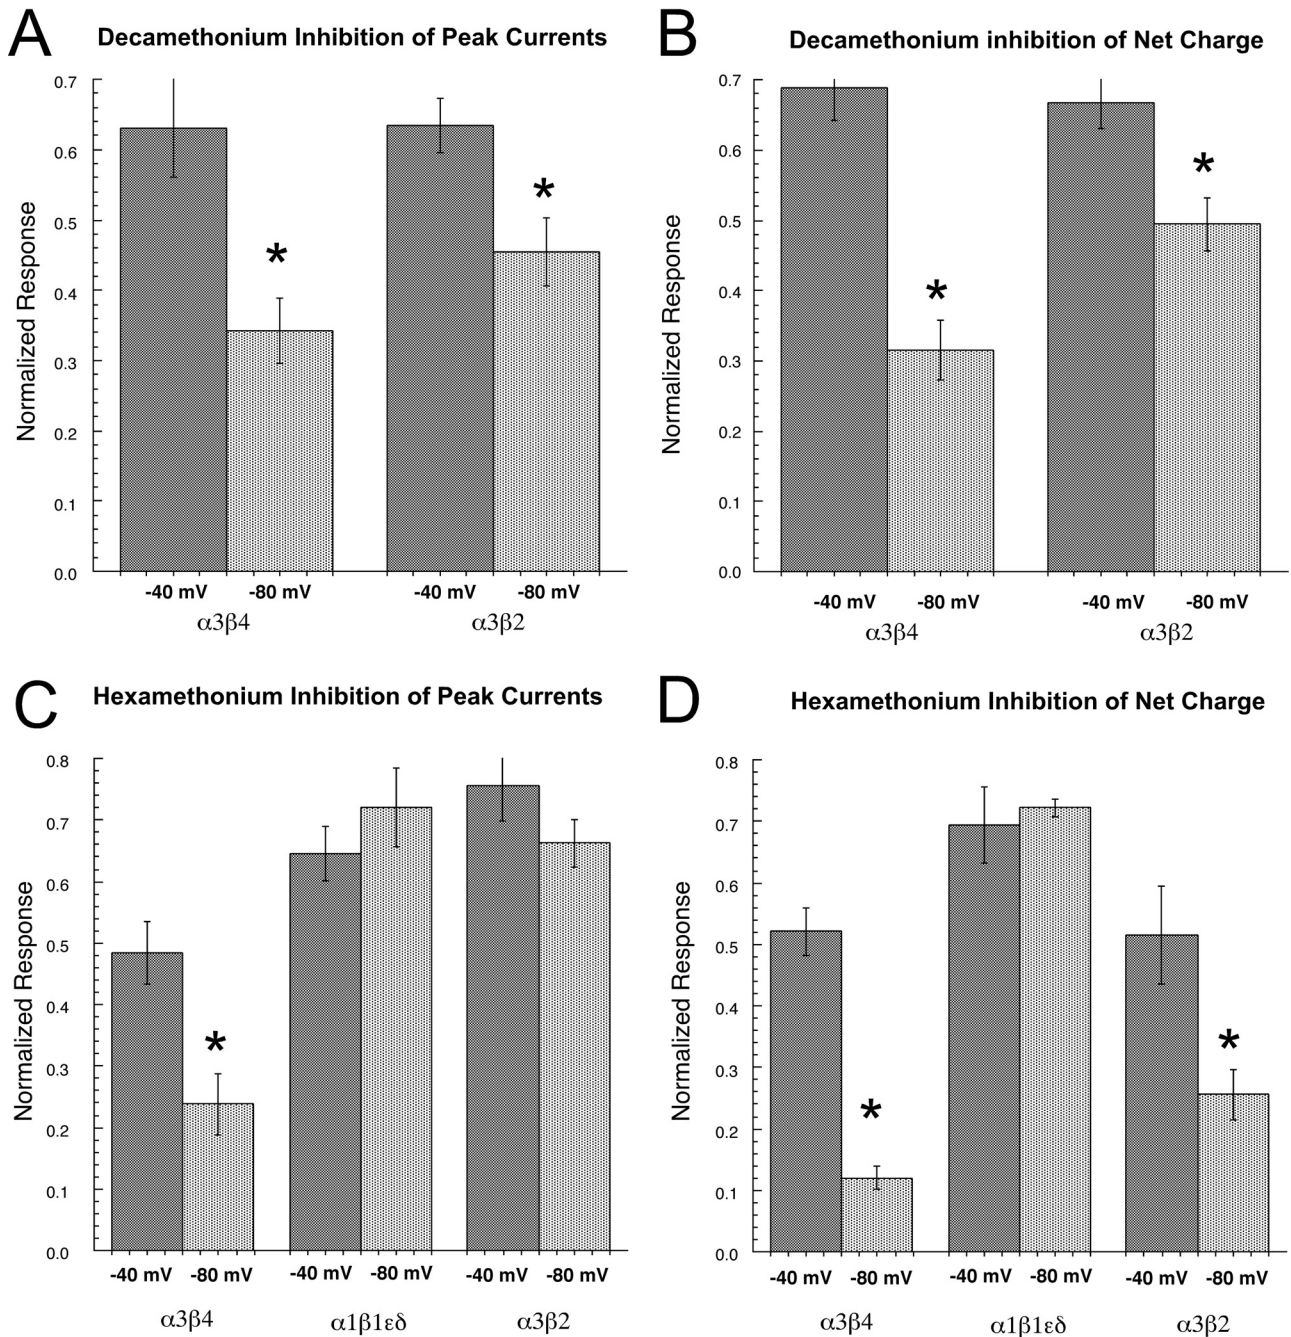 A
Decamethonium Inhibition of Peak Currents
Normalized Response
0.7
0.6
0.5
0.4
0.3
0.2
0.1
0.0
*
*
-40 mV -80 mV -40 mV -80 mV
α3β4 α3β2
B
Decamethonium inhibition of Net Charge
Normalized Response
0.7
0.6
0.5
0.4
0.3
0.2
0.1
0.0
*
*
-40 mV -80 mV -40 mV -80 mV
α3β4 α3β2
C
Hexamethonium Inhibition of Peak Currents
Normalized Response
0.8
0.7
0.6
0.5
0.4
0.3
0.2
0.1
0.0
*
-40 mV -80 mV -40 mV -80 mV -40 mV -80 mV
α3β4 α1β1εδ α3β2
D
Hexamethonium Inhibition of Net Charge
Normalized Response
0.8
0.7
0.6
0.5
0.4
0.3
0.2
0.1
0.0
*
*
-40 mV -80 mV -40 mV -80 mV -40 mV -80 mV
α3β4 α1β1εδ α3β2